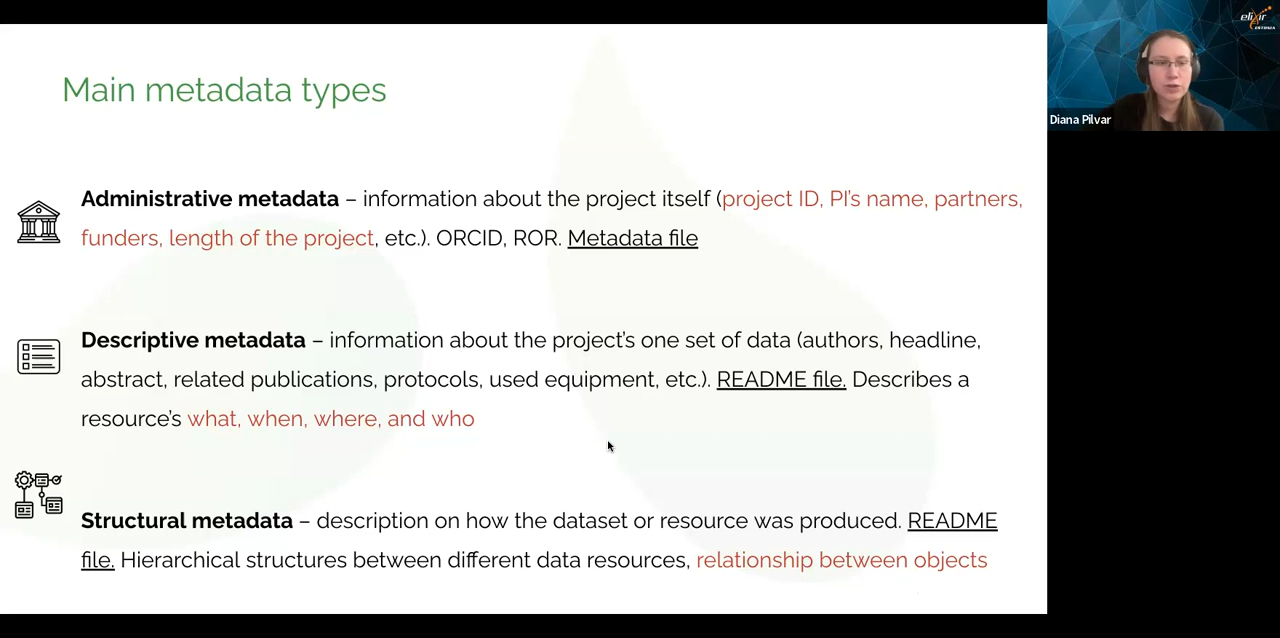 Main metadata types
Administrative metadata – information about the project itself (project ID, PI's name, partners,
funders, length of the project, etc.). ORCID, ROR. Metadata file
Descriptive metadata – information about the project's one set of data (authors, headline,
abstract, related publications, protocols, used equipment, etc.). README file. Describes a
resource's what, when, where, and who
Structural metadata – description on how the dataset or resource was produced. README
file. Hierarchical structures between different data resources, relationship between objects
elixir
ESTONIA
Diana Pilvar